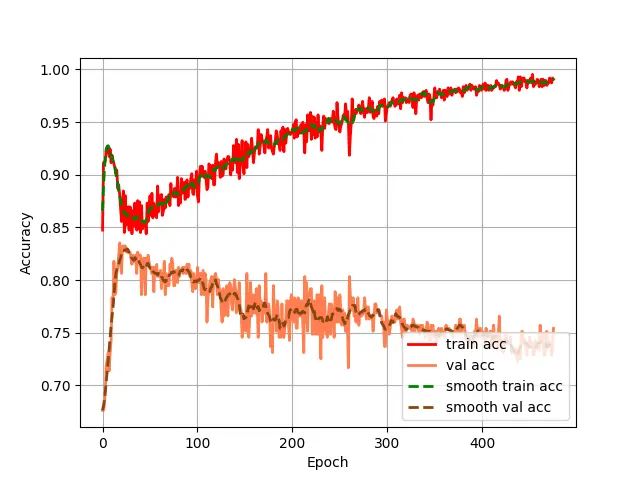 1.00
0.95
0.90
0.85
0.80
0.75
0.70
Accuracy
train acc
val acc
smooth train acc
smooth val acc
0 100 200 300 400
Epoch